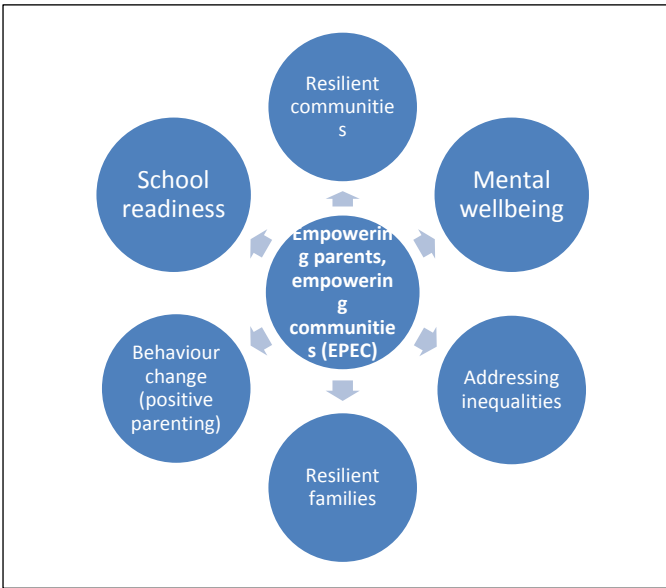 Resilient
communitie
s
School
readiness
Mental
wellbeing
Empowerin
g parents,
empowerin
g
communitie
s (EPEC)
Behaviour
change
(positive
parenting)
Addressing
inequalities
Resilient
families